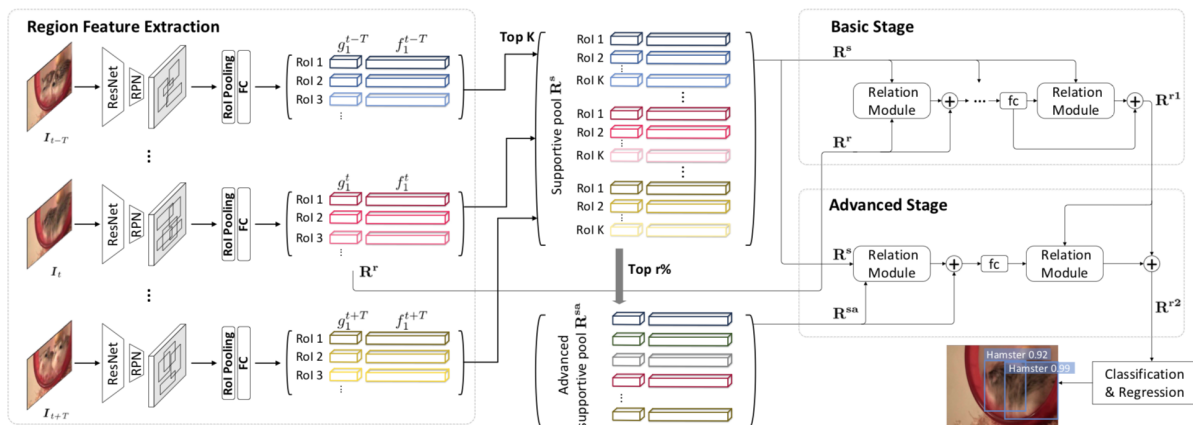 Region Feature Extraction
I_{t-T}
ResNet
RPN
RoI Pooling
FC
g_1^{t-T} f_1^{t-T}
RoI 1
RoI 2
RoI 3
...
...
...
I_t
ResNet
RPN
RoI Pooling
FC
g_1^t f_1^t
RoI 1
RoI 2
RoI 3
...
R^r
...
...
I_{t+T}
ResNet
RPN
RoI Pooling
FC
g_1^{t+T} f_1^{t+T}
RoI 1
RoI 2
RoI 3
...
Top K
Supportive pool R^s
RoI 1
RoI 2
...
RoI K
...
RoI 1
RoI 2
...
RoI K
...
RoI 1
RoI 2
...
RoI K
Top r%
Advanced
supportive pool R^{sa}
...
Basic Stage
R^s
Relation
Module
+
...
fc
Relation
Module
+
R^{r1}
R^r
Advanced Stage
R^s
Relation
Module
+
fc
Relation
Module
+
R^{sa}
R^{r2}
Hamster 0.92
Hamster 0.99
Classification
& Regression